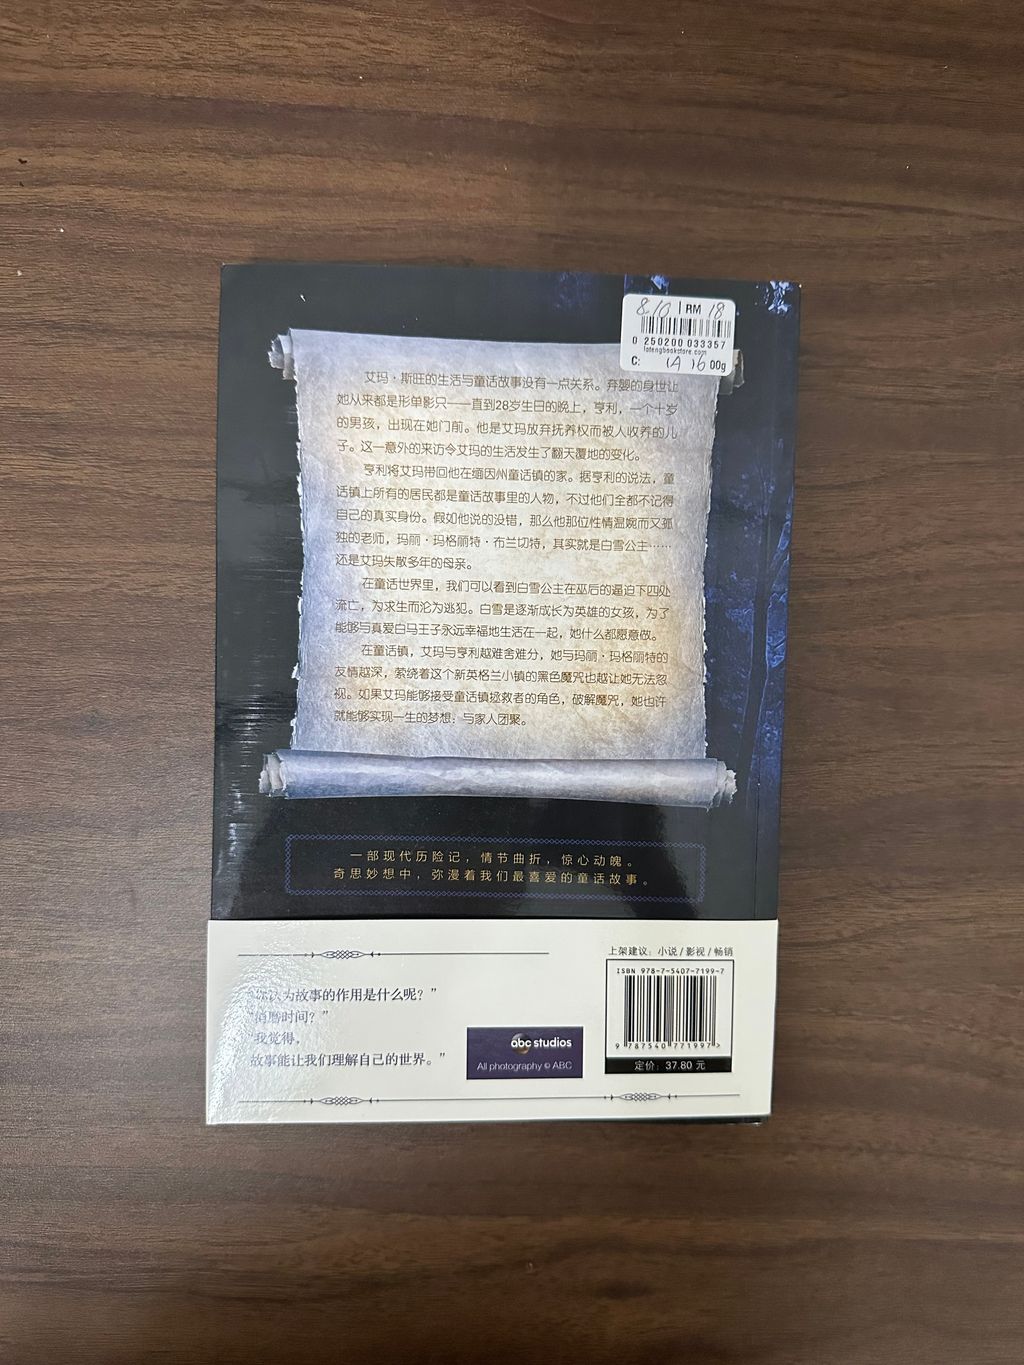 8.10 | RM 18
0 250200 033357
latengbookstore.com
C: 1A 16 00g
艾玛·斯旺的生活与童话故事没有一点关系。弃婴的身世让
她从来都是形单影只——直到28岁生日的晚上，亨利，一个十岁
的男孩，出现在她门前。他是艾玛放弃抚养权而被人收养的儿
子。这一意外的来访令艾玛的生活发生了翻天覆地的变化。
亨利将艾玛带回他在缅因州童话镇的家。据亨利的说法，童
话镇上所有的居民都是童话故事里的人物，不过他们全都不记得
自己的真实身份。假如他说的没错，那么他那位性情温婉而又孤
独的老师，玛丽·玛格丽特·布兰切特，其实就是白雪公主……
还是艾玛失散多年的母亲。
在童话世界里，我们可以看到白雪公主在巫后的逼迫下四处
流亡，为求生而沦为逃犯。白雪是逐渐成长为英雄的女孩，为了
能够与真爱白马王子永远幸福地生活在一起，她什么都愿意做。
在童话镇，艾玛与亨利越难舍难分，她与玛丽·玛格丽特的
友情越深，萦绕着这个新英格兰小镇的黑色魔咒也越让她无法忽
视。如果艾玛能够接受童话镇拯救者的角色，破解魔咒，她也许
就能够实现一生的梦想：与家人团聚。
一部现代历险记，情节曲折，惊心动魄。
奇思妙想中，弥漫着我们最喜爱的童话故事。
上架建议：小说/影视/畅销
ISBN 978-7-5407-7199-7
9 787540 771997 >
定价：37.80 元
“你认为故事的作用是什么呢？”
“消磨时间？”
“我觉得，
故事能让我们理解自己的世界。”
abc studios
All photography © ABC